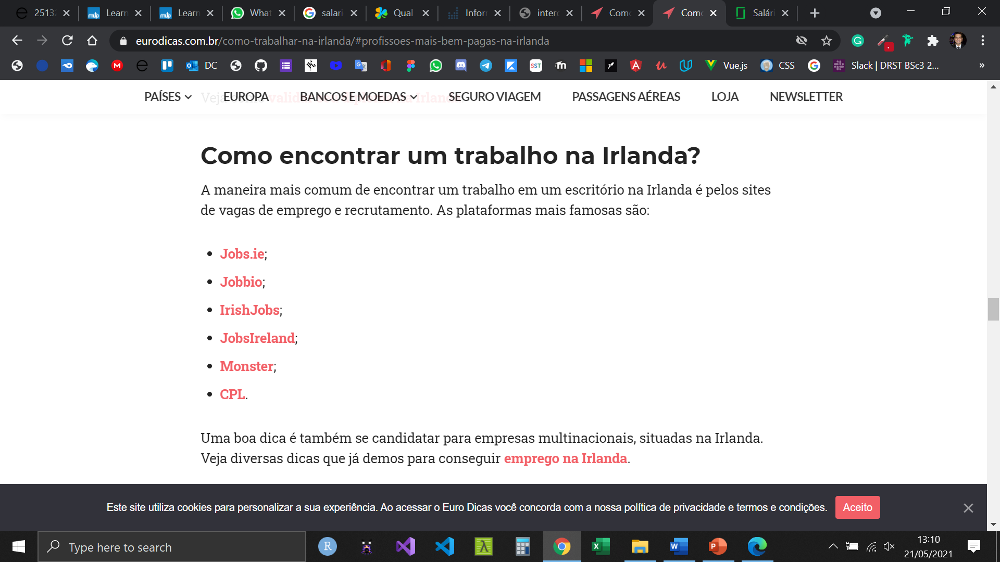 2513
Learn
Learn
What
salari
Qual
Infor
inter
Como
Como
Salári
eurodicas.com.br/como-trabalhar-na-irlanda/#profissoes-mais-bem-pagas-na-irlanda
DC
SST
Vue.js
CSS
Slack | DRST BSc3 2...
PAÍSES
EUROPA
BANCOS E MOEDAS
SEGURO VIAGEM
PASSAGENS AÉREAS
LOJA
NEWSLETTER
Como encontrar um trabalho na Irlanda?
A maneira mais comum de encontrar um trabalho em um escritório na Irlanda é pelos sites
de vagas de emprego e recrutamento. As plataformas mais famosas são:
• Jobs.ie;
• Jobbio;
• IrishJobs;
• JobsIreland;
• Monster;
• CPL.
Uma boa dica é também se candidatar para empresas multinacionais, situadas na Irlanda.
Veja diversas dicas que já demos para conseguir emprego na Irlanda.
Este site utiliza cookies para personalizar a sua experiência. Ao acessar o Euro Dicas você concorda com a nossa política de privacidade e termos e condições.
Aceito
Type here to search
13:10
21/05/2021